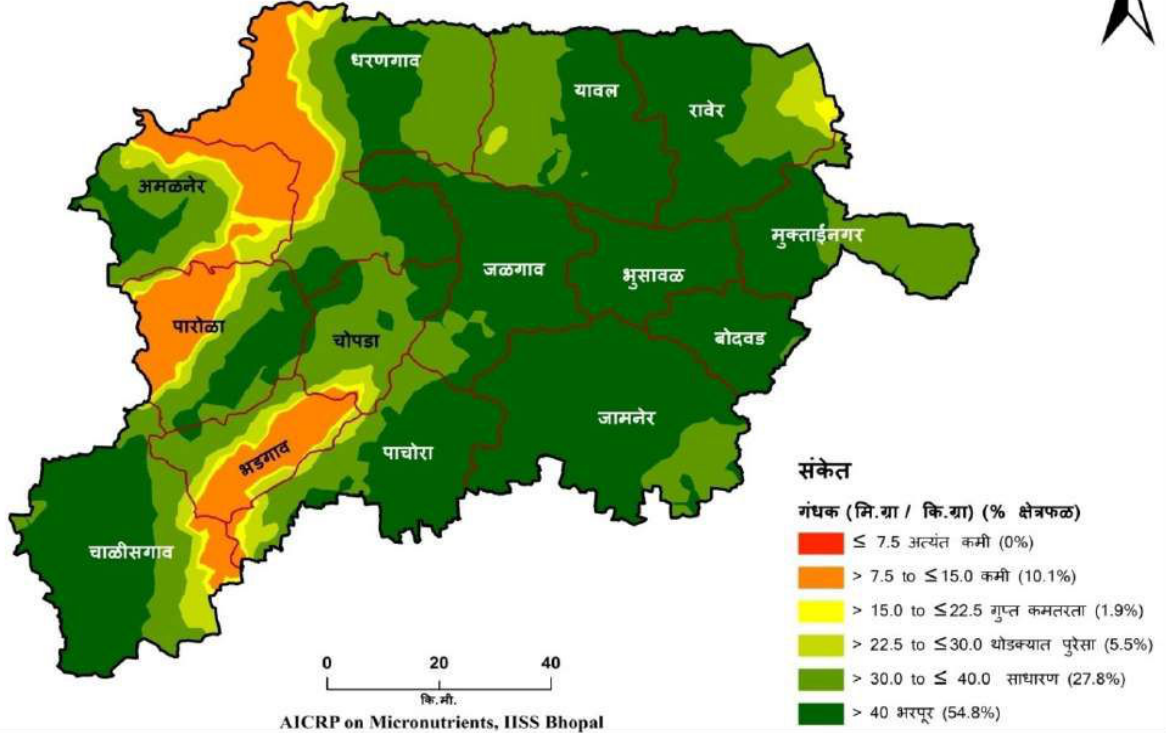 धरणगाव
यावल
रावेर
अमळनेर
मुक्ताईनगर
जळगाव
भुसावळ
पारोळा
चोपडा
बोदवड
जामनेर
भडगाव
पाचोरा
चाळीसगाव
संकेत
गंधक (मि.ग्रा / कि.ग्रा) (% क्षेत्रफळ)
≤ 7.5 अत्यंत कमी (0%)
> 7.5 to ≤15.0 कमी (10.1%)
> 15.0 to ≤22.5 गुप्त कमतरता (1.9%)
> 22.5 to ≤30.0 थोडक्यात पुरेसा (5.5%)
> 30.0 to ≤ 40.0 साधारण (27.8%)
> 40 भरपूर (54.8%)
0 20 40
कि.मी.
AICRP on Micronutrients, IISS Bhopal